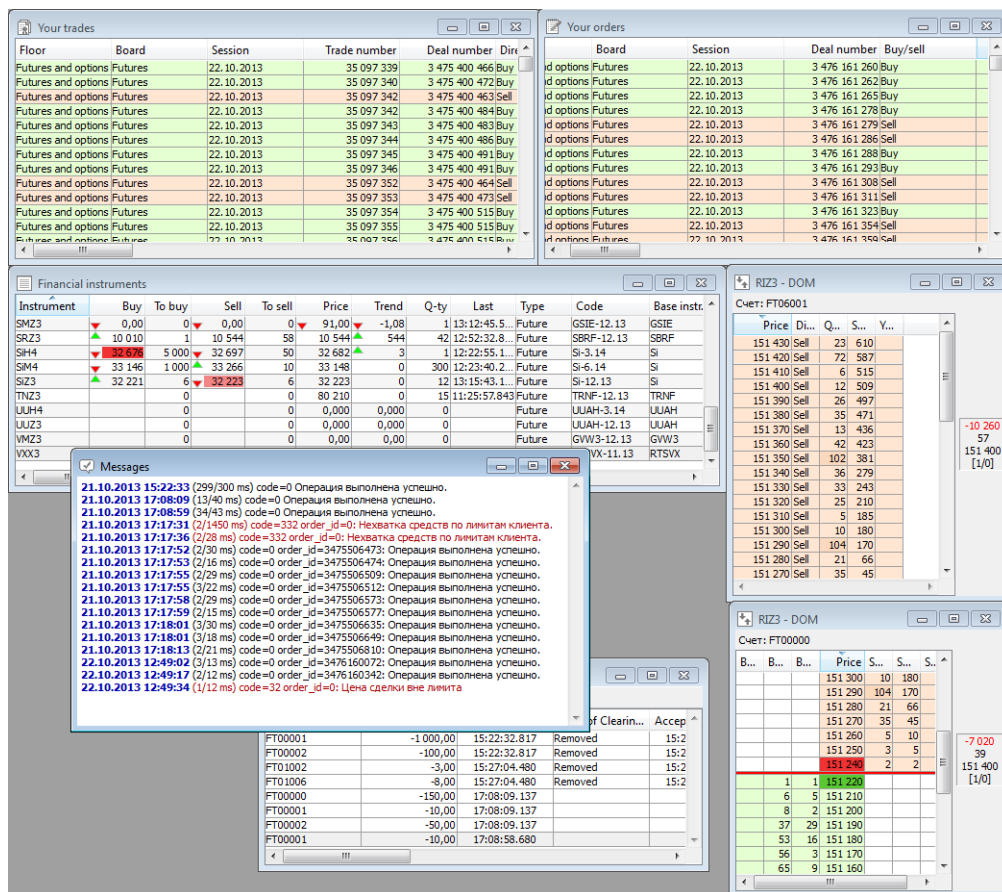 Your trades
Floor Board Session Trade number Deal number Dire
Futures and options Futures 22.10.2013 35 097 339 3 475 400 466 Buy
Futures and options Futures 22.10.2013 35 097 340 3 475 400 472 Buy
Futures and options Futures 22.10.2013 35 097 342 3 475 400 463 Sell
Futures and options Futures 22.10.2013 35 097 342 3 475 400 484 Buy
Futures and options Futures 22.10.2013 35 097 343 3 475 400 483 Buy
Futures and options Futures 22.10.2013 35 097 344 3 475 400 486 Buy
Futures and options Futures 22.10.2013 35 097 345 3 475 400 491 Buy
Futures and options Futures 22.10.2013 35 097 346 3 475 400 491 Buy
Futures and options Futures 22.10.2013 35 097 352 3 475 400 464 Sell
Futures and options Futures 22.10.2013 35 097 353 3 475 400 473 Sell
Futures and options Futures 22.10.2013 35 097 354 3 475 400 515 Buy
Futures and options Futures 22.10.2013 35 097 355 3 475 400 515 Buy
Futures and options Futures 22.10.2013 35 097 356 3 475 400 515 Buy
Your orders
Board Session Deal number Buy/sell
nd options Futures 22.10.2013 3 476 161 260 Buy
nd options Futures 22.10.2013 3 476 161 262 Buy
nd options Futures 22.10.2013 3 476 161 265 Buy
nd options Futures 22.10.2013 3 476 161 278 Buy
nd options Futures 22.10.2013 3 476 161 279 Sell
nd options Futures 22.10.2013 3 476 161 286 Sell
nd options Futures 22.10.2013 3 476 161 288 Buy
nd options Futures 22.10.2013 3 476 161 293 Buy
nd options Futures 22.10.2013 3 476 161 308 Sell
nd options Futures 22.10.2013 3 476 161 311 Sell
nd options Futures 22.10.2013 3 476 161 323 Buy
nd options Futures 22.10.2013 3 476 161 354 Sell
nd options Futures 22.10.2013 3 476 161 359 Sell
Financial instruments
Instrument Buy To buy Sell To sell Price Trend Q-ty Last Type Code Base instr.
SMZ3 0,00 0 0,00 0 91,00 -1,08 1 13:12:45.5... Future GSIE-12.13 GSIE
SRZ3 10 010 1 10 544 58 10 544 544 42 12:52:32.8... Future SBRF-12.13 SBRF
SiH4 32 676 5 000 32 697 50 32 682 3 1 12:22:55.1... Future Si-3.14 Si
SiM4 33 146 1 000 33 266 10 33 148 0 300 12:23:40.2... Future Si-6.14 Si
SiZ3 32 221 6 32 223 6 32 223 0 12 13:15:43.1... Future Si-12.13 Si
TNZ3 0 0 80 210 0 15 11:25:57.843 Future TRNF-12.13 TRNF
UUH4 0 0 0,000 0,000 0 Future UUAH-3.14 UUAH
UUZ3 0 0 0,000 0,000 0 Future UUAH-12.13 UUAH
VMZ3 0 0 0,00 0,00 0 Future GVW3-12.13 GVW3
VXX3 VX-11.13 RTSVX
Messages
21.10.2013 15:22:33 (299/300 ms) code=0 Операция выполнена успешно.
21.10.2013 17:08:09 (13/40 ms) code=0 Операция выполнена успешно.
21.10.2013 17:08:59 (34/43 ms) code=0 Операция выполнена успешно.
21.10.2013 17:17:31 (2/1450 ms) code=332 order_id=0: Нехватка средств по лимитам клиента.
21.10.2013 17:17:36 (2/28 ms) code=332 order_id=0: Нехватка средств по лимитам клиента.
21.10.2013 17:17:52 (2/30 ms) code=0 order_id=3475506473: Операция выполнена успешно.
21.10.2013 17:17:53 (2/16 ms) code=0 order_id=3475506474: Операция выполнена успешно.
21.10.2013 17:17:55 (2/29 ms) code=0 order_id=3475506509: Операция выполнена успешно.
21.10.2013 17:17:55 (3/22 ms) code=0 order_id=3475506512: Операция выполнена успешно.
21.10.2013 17:17:58 (2/29 ms) code=0 order_id=3475506573: Операция выполнена успешно.
21.10.2013 17:17:59 (2/15 ms) code=0 order_id=3475506577: Операция выполнена успешно.
21.10.2013 17:18:01 (3/30 ms) code=0 order_id=3475506635: Операция выполнена успешно.
21.10.2013 17:18:01 (3/18 ms) code=0 order_id=3475506649: Операция выполнена успешно.
21.10.2013 17:18:13 (2/21 ms) code=0 order_id=3475506810: Операция выполнена успешно.
22.10.2013 12:49:02 (3/13 ms) code=0 order_id=3476160072: Операция выполнена успешно.
22.10.2013 12:49:17 (2/12 ms) code=0 order_id=3476160342: Операция выполнена успешно.
22.10.2013 12:49:34 (1/12 ms) code=32 order_id=0: Цена сделки вне лимита
of Clearin... Accep
FT00001 -1 000,00 15:22:32.817 Removed 15:2
FT00002 -100,00 15:22:32.817 Removed 15:2
FT01002 -3,00 15:27:04.480 Removed 15:2
FT01006 -8,00 15:27:04.480 Removed 15:2
FT00000 -150,00 17:08:09.137
FT00001 -10,00 17:08:09.137
FT00002 -50,00 17:08:09.137
FT00001 -10,00 17:08:58.680
RIZ3 - DOM
Счет: FT06001
Price Di... Q... S... Y...
151 430 Sell 23 610
151 420 Sell 72 587
151 410 Sell 6 515
151 400 Sell 12 509
151 390 Sell 26 497
151 380 Sell 35 471
151 370 Sell 13 436
151 360 Sell 42 423
151 350 Sell 102 381
151 340 Sell 36 279
151 330 Sell 33 243
151 320 Sell 25 210
151 310 Sell 5 185
151 300 Sell 10 180
151 290 Sell 104 170
151 280 Sell 21 66
151 270 Sell 35 45
-10 260
57
151 400
[1/0]
RIZ3 - DOM
Счет: FT00000
B... B... B... Price S... S... S..
151 300 10 180
151 290 104 170
151 280 21 66
151 270 35 45
151 260 5 10
151 250 3 5
151 240 2 2
1 1 151 220
6 5 151 210
8 2 151 200
37 29 151 190
53 16 151 180
56 3 151 170
65 9 151 160
-7 020
39
151 400
[1/0]